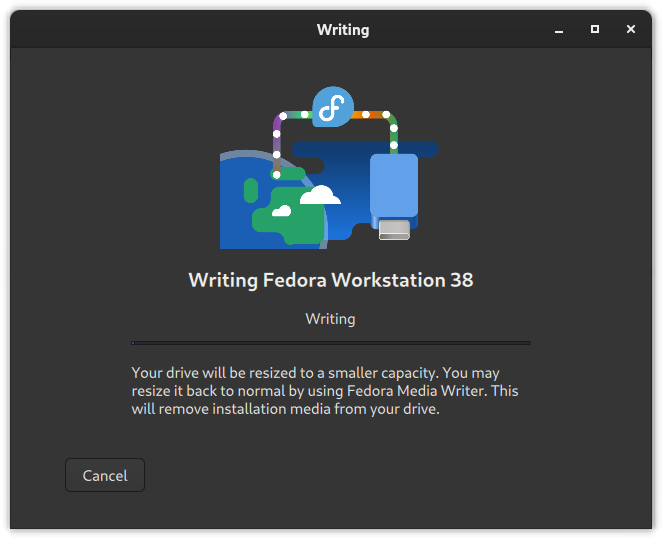 Writing
Writing Fedora Workstation 38
Writing
Your drive will be resized to a smaller capacity. You may
resize it back to normal by using Fedora Media Writer. This
will remove installation media from your drive.
Cancel